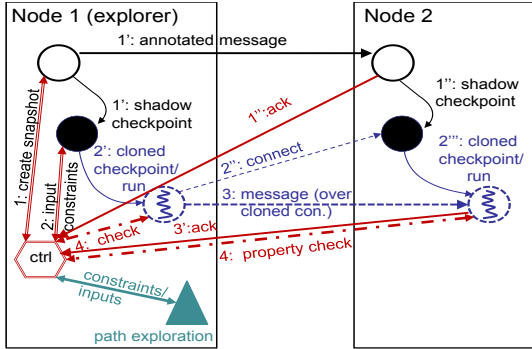 Node 1 (explorer)
Node 2
1': annotated message
1': shadow
checkpoint
1'': shadow
checkpoint
1: create snapshot
2: input
constraints
2': cloned
checkpoint/
run
1'':ack
2'': connect
2''': cloned
checkpoint/
run
3: message (over
cloned con.)
4: check
3':ack
4: property check
ctrl
constraints/
inputs
path exploration